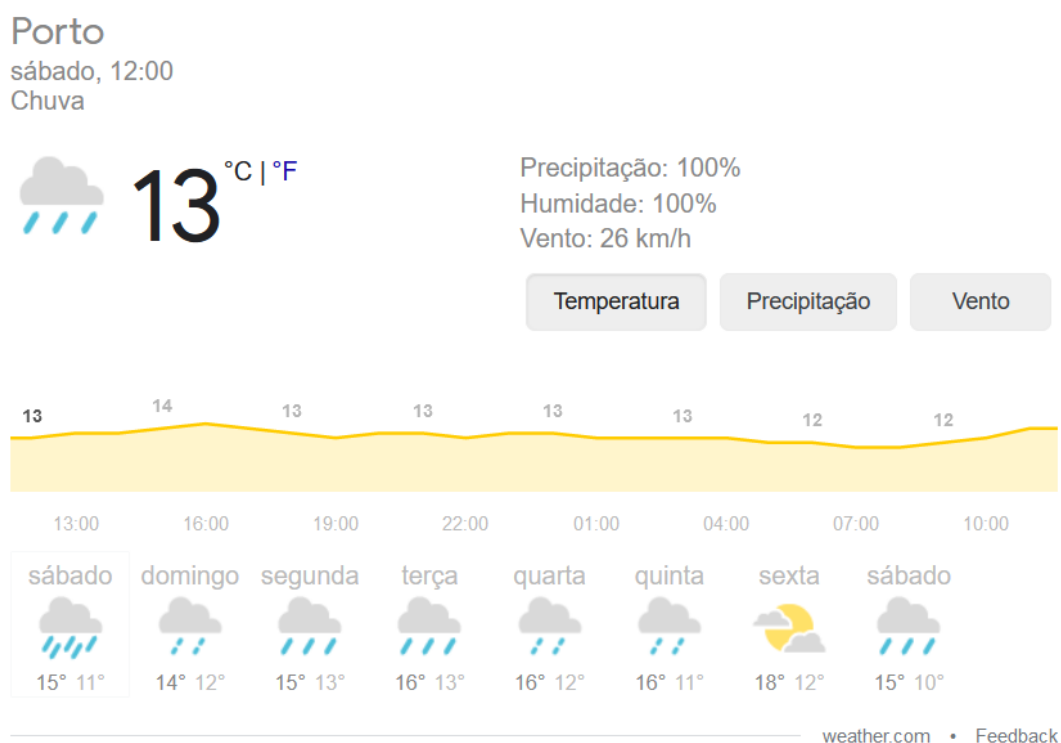 Porto
sábado, 12:00
Chuva
13 °C | °F
Precipitação: 100%
Humidade: 100%
Vento: 26 km/h
Temperatura Precipitação Vento
13 14 13 13 13 13 12 12
13:00 16:00 19:00 22:00 01:00 04:00 07:00 10:00
sábado domingo segunda terça quarta quinta sexta sábado
15° 11° 14° 12° 15° 13° 16° 13° 16° 12° 16° 11° 18° 12° 15° 10°
weather.com • Feedback